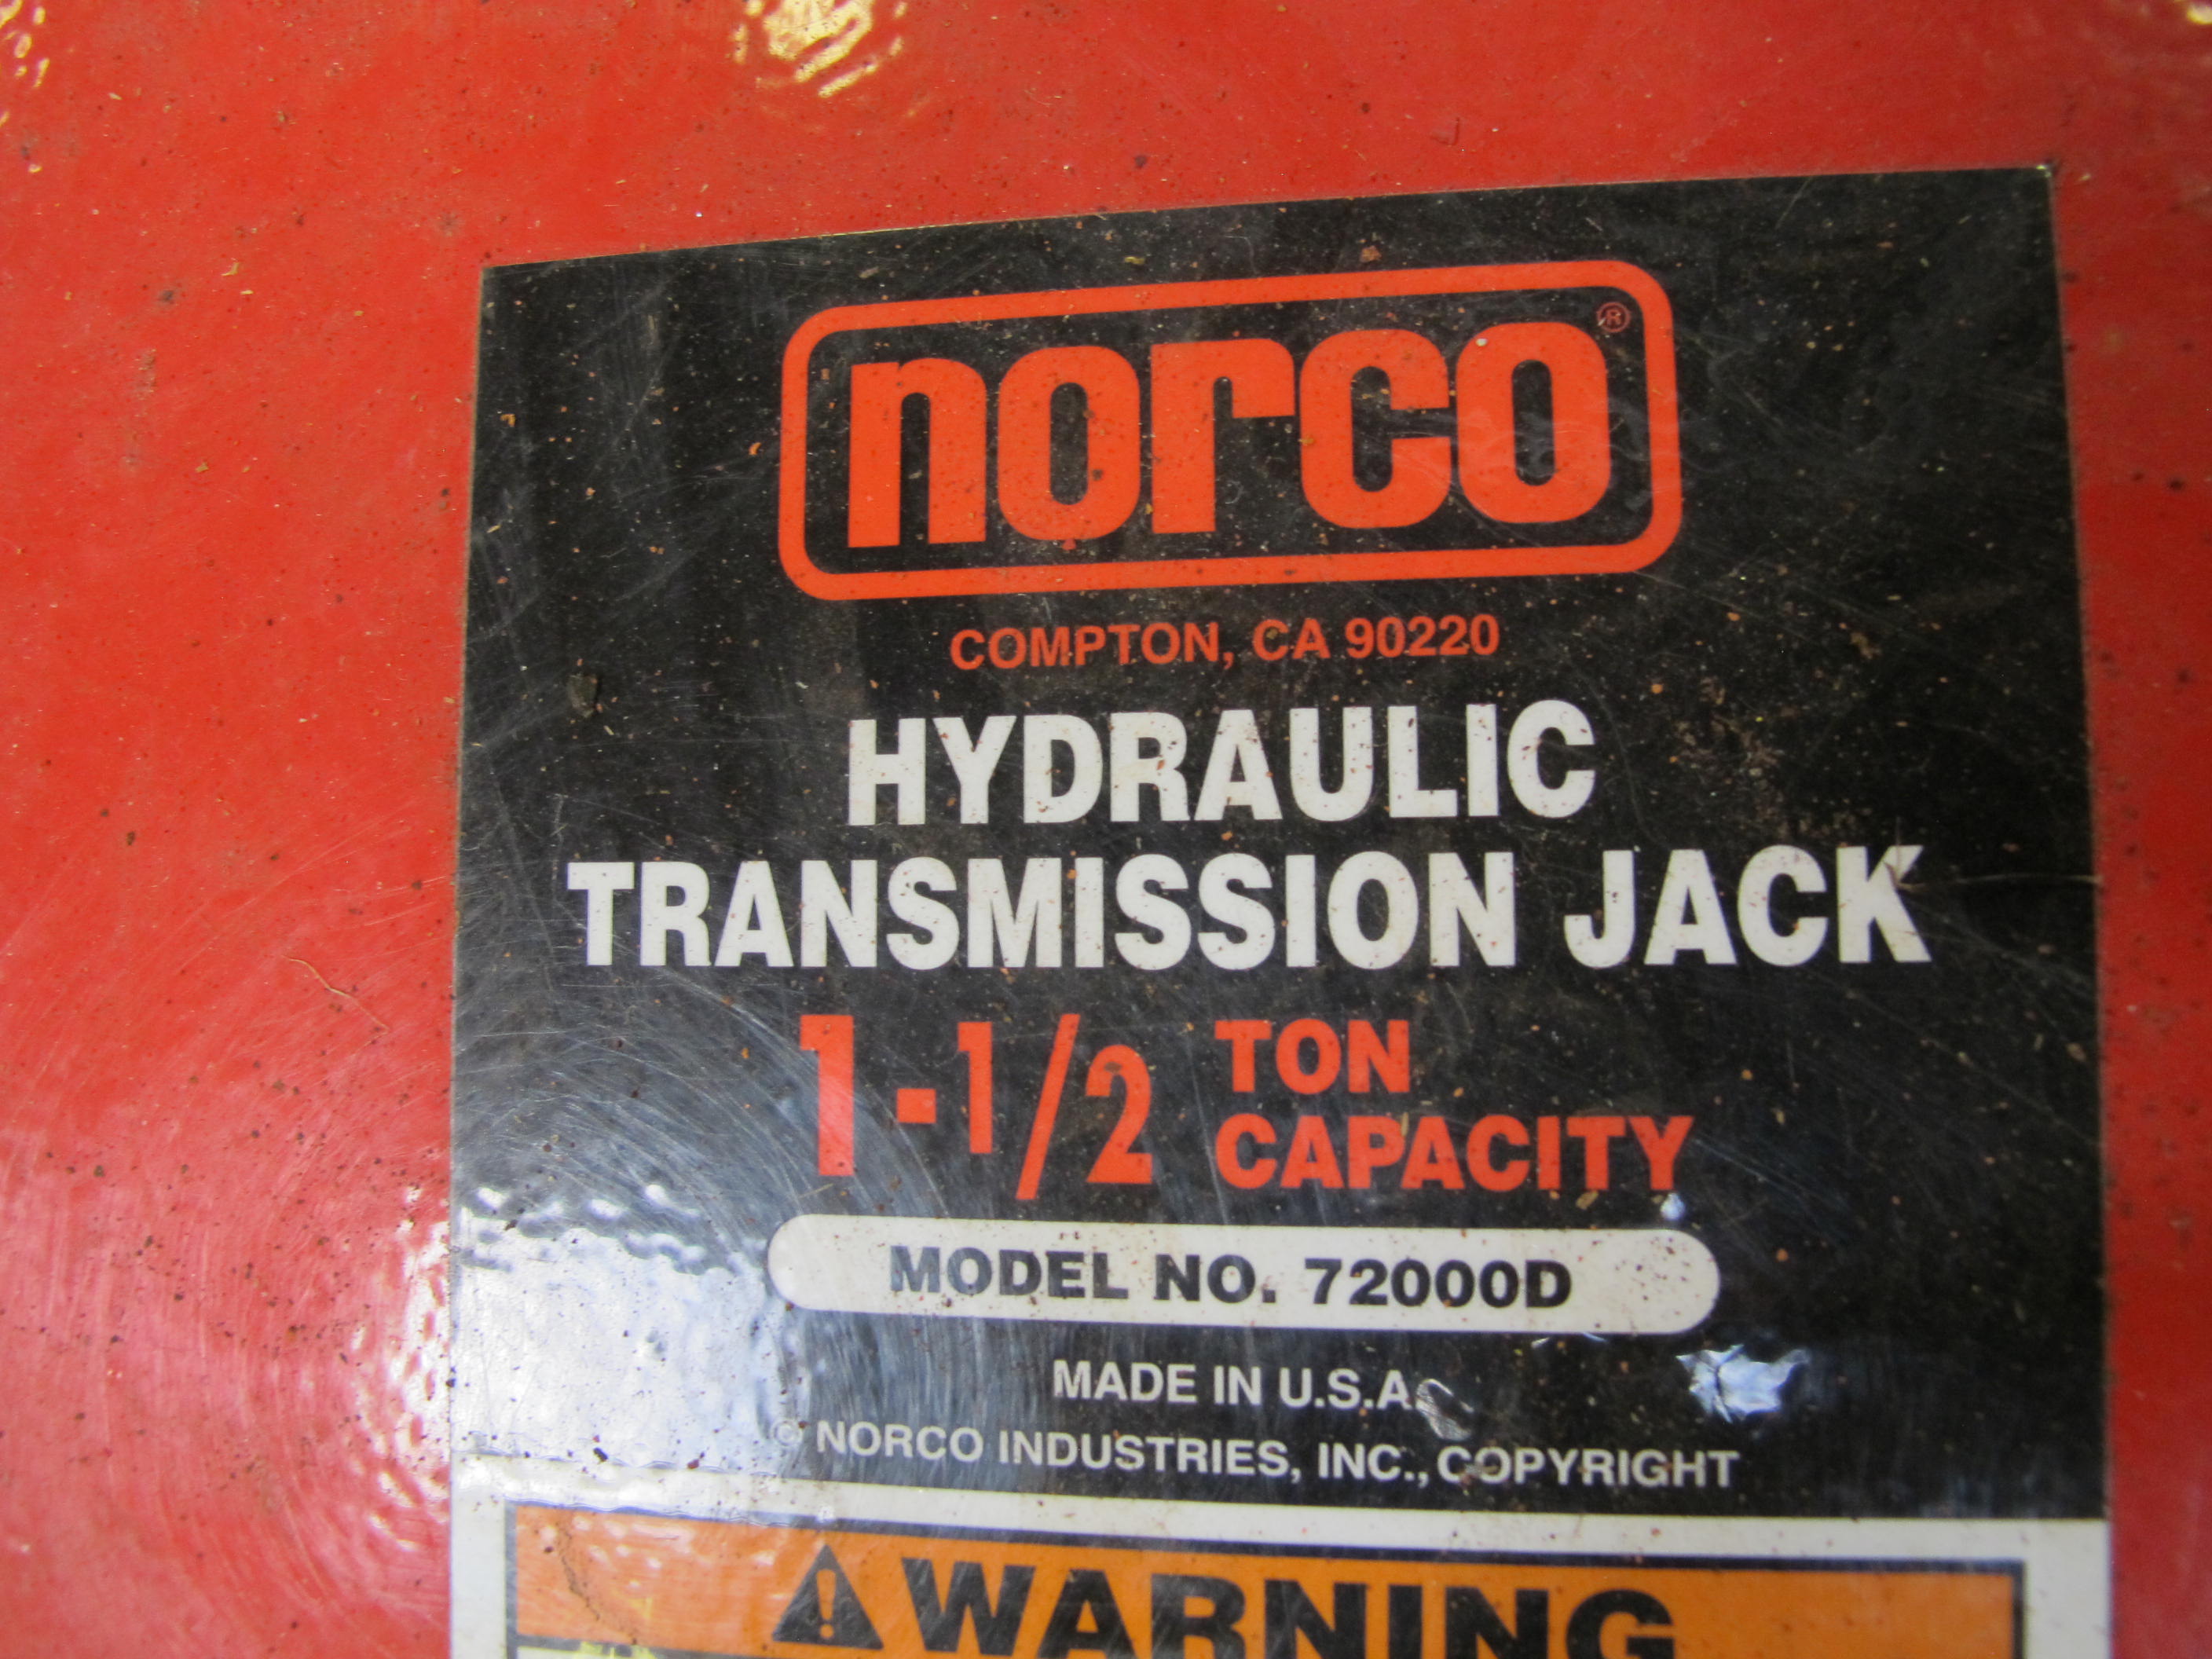 norco®
COMPTON, CA 90220
HYDRAULIC
TRANSMISSION JACK
1-1/2 TON
CAPACITY
MODEL NO. 72000D
MADE IN U.S.A.
© NORCO INDUSTRIES, INC., COPYRIGHT
WARNING